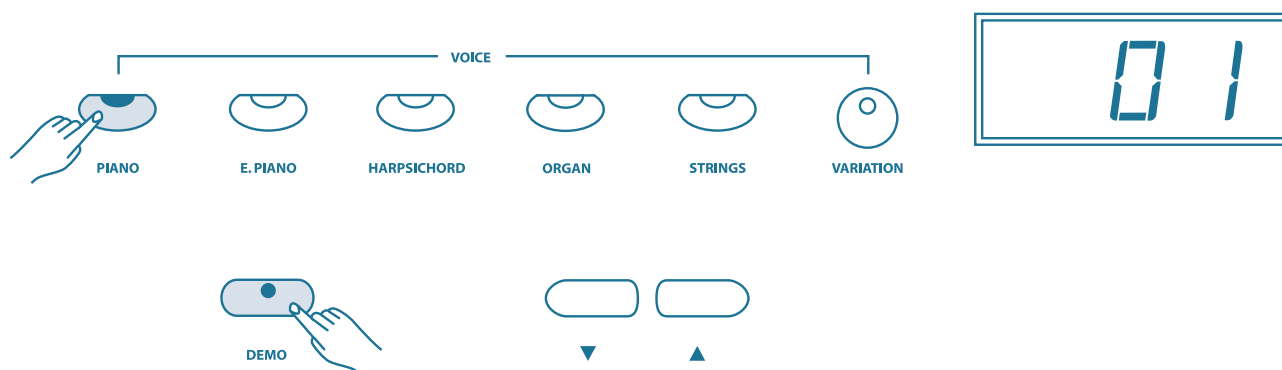 VOICE
01
PIANO
E. PIANO
HARPSICHORD
ORGAN
STRINGS
VARIATION
DEMO
▼ ▲